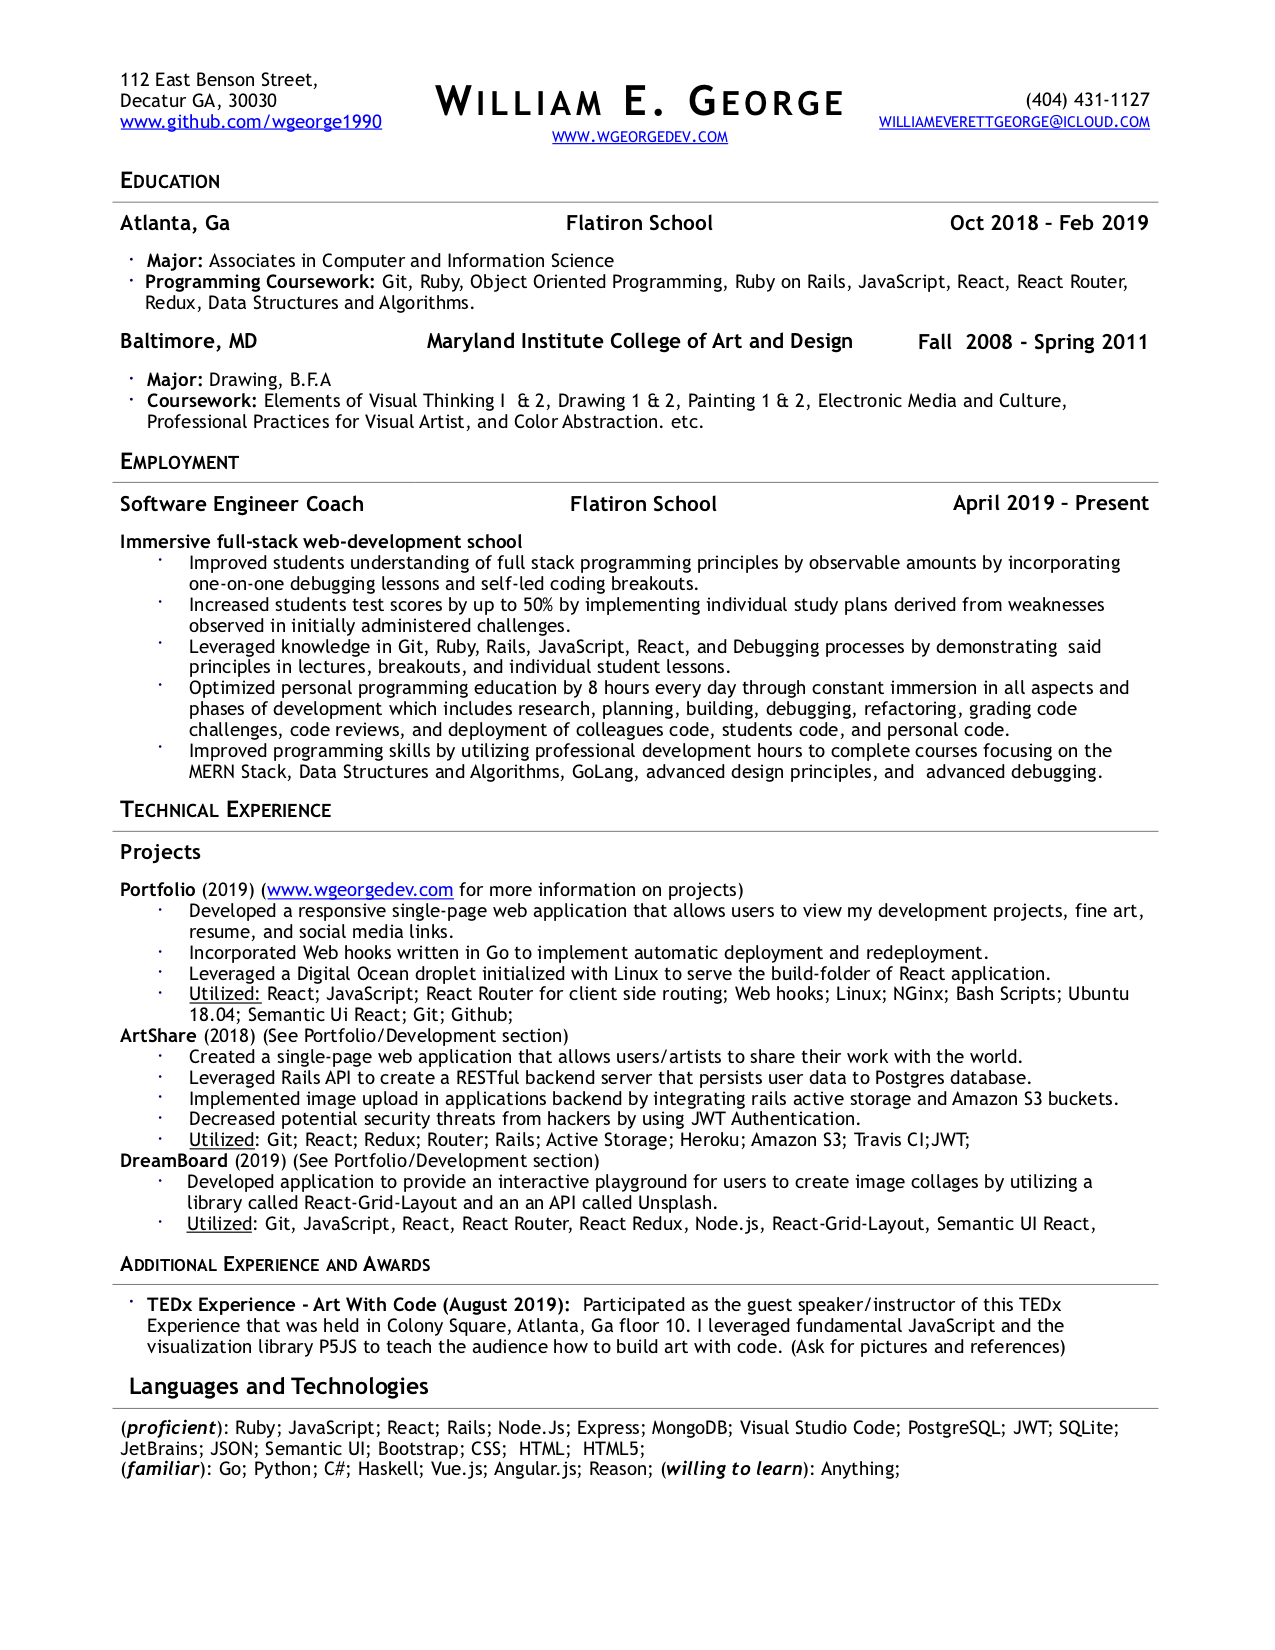 112 East Benson Street,
Decatur GA, 30030
www.github.com/wgeorge1990
WILLIAM E. GEORGE
WWW.WGEORGEDEV.COM
(404) 431-1127
WILLIAMEVERETTGEORGE@ICLOUD.COM
EDUCATION
Atlanta, Ga Flatiron School Oct 2018 – Feb 2019
· Major: Associates in Computer and Information Science
· Programming Coursework: Git, Ruby, Object Oriented Programming, Ruby on Rails, JavaScript, React, React Router,
Redux, Data Structures and Algorithms.
Baltimore, MD Maryland Institute College of Art and Design Fall 2008 - Spring 2011
· Major: Drawing, B.F.A
· Coursework: Elements of Visual Thinking I & 2, Drawing 1 & 2, Painting 1 & 2, Electronic Media and Culture,
Professional Practices for Visual Artist, and Color Abstraction. etc.
EMPLOYMENT
Software Engineer Coach Flatiron School April 2019 – Present
Immersive full-stack web-development school
· Improved students understanding of full stack programming principles by observable amounts by incorporating
one-on-one debugging lessons and self-led coding breakouts.
· Increased students test scores by up to 50% by implementing individual study plans derived from weaknesses
observed in initially administered challenges.
· Leveraged knowledge in Git, Ruby, Rails, JavaScript, React, and Debugging processes by demonstrating said
principles in lectures, breakouts, and individual student lessons.
· Optimized personal programming education by 8 hours every day through constant immersion in all aspects and
phases of development which includes research, planning, building, debugging, refactoring, grading code
challenges, code reviews, and deployment of colleagues code, students code, and personal code.
· Improved programming skills by utilizing professional development hours to complete courses focusing on the
MERN Stack, Data Structures and Algorithms, GoLang, advanced design principles, and advanced debugging.
TECHNICAL EXPERIENCE
Projects
Portfolio (2019) (www.wgeorgedev.com for more information on projects)
· Developed a responsive single-page web application that allows users to view my development projects, fine art,
resume, and social media links.
· Incorporated Web hooks written in Go to implement automatic deployment and redeployment.
· Leveraged a Digital Ocean droplet initialized with Linux to serve the build-folder of React application.
· Utilized: React; JavaScript; React Router for client side routing; Web hooks; Linux; NGinx; Bash Scripts; Ubuntu
18.04; Semantic Ui React; Git; Github;
ArtShare (2018) (See Portfolio/Development section)
· Created a single-page web application that allows users/artists to share their work with the world.
· Leveraged Rails API to create a RESTful backend server that persists user data to Postgres database.
· Implemented image upload in applications backend by integrating rails active storage and Amazon S3 buckets.
· Decreased potential security threats from hackers by using JWT Authentication.
· Utilized: Git; React; Redux; Router; Rails; Active Storage; Heroku; Amazon S3; Travis CI;JWT;
DreamBoard (2019) (See Portfolio/Development section)
· Developed application to provide an interactive playground for users to create image collages by utilizing a
library called React-Grid-Layout and an an API called Unsplash.
· Utilized: Git, JavaScript, React, React Router, React Redux, Node.js, React-Grid-Layout, Semantic UI React,
ADDITIONAL EXPERIENCE AND AWARDS
· TEDx Experience - Art With Code (August 2019): Participated as the guest speaker/instructor of this TEDx
Experience that was held in Colony Square, Atlanta, Ga floor 10. I leveraged fundamental JavaScript and the
visualization library P5JS to teach the audience how to build art with code. (Ask for pictures and references)
Languages and Technologies
(proficient): Ruby; JavaScript; React; Rails; Node.Js; Express; MongoDB; Visual Studio Code; PostgreSQL; JWT; SQLite;
JetBrains; JSON; Semantic UI; Bootstrap; CSS; HTML; HTML5;
(familiar): Go; Python; C#; Haskell; Vue.js; Angular.js; Reason; (willing to learn): Anything;